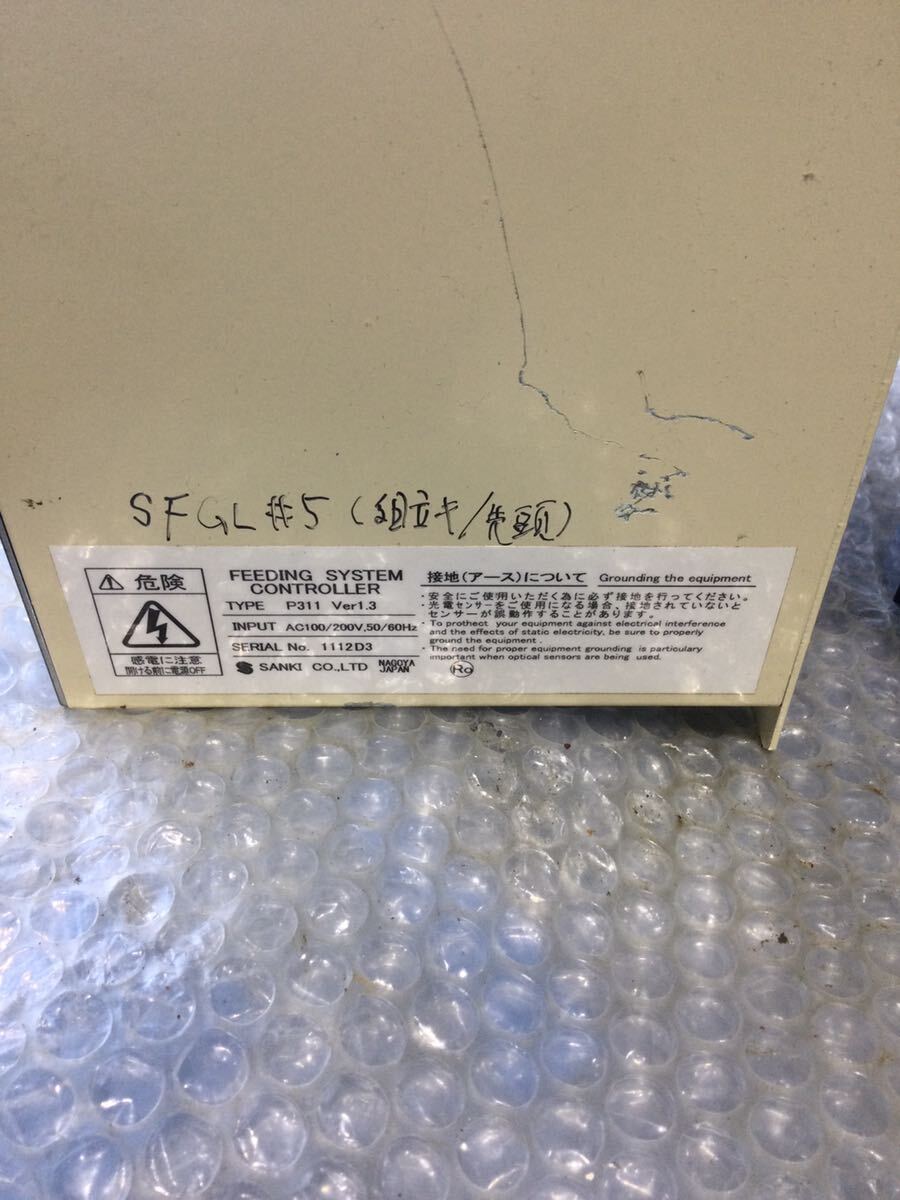 SFGL#5(組立キ/先頭)
⚠ 危険
感電に注意
開ける前に電源OFF
FEEDING SYSTEM
CONTROLLER
TYPE P311 Ver1.3
INPUT AC100/200V,50/60Hz
SERIAL No. 1112D3
SANKI CO.,LTD NAGOYA JAPAN
接地(アース)について Grounding the equipment
・安全にご使用いただく為に必ず接地を行ってください。
・光電センサーをご使用になる場合、接地されていないと
センサーが誤動作することがあります。
・To prothect your equipment against electrical interference
and the effects of static electricity, be sure to properly
ground the equipment .
・The need for proper equipment grounding is particulary
important when optical sensors are being used.